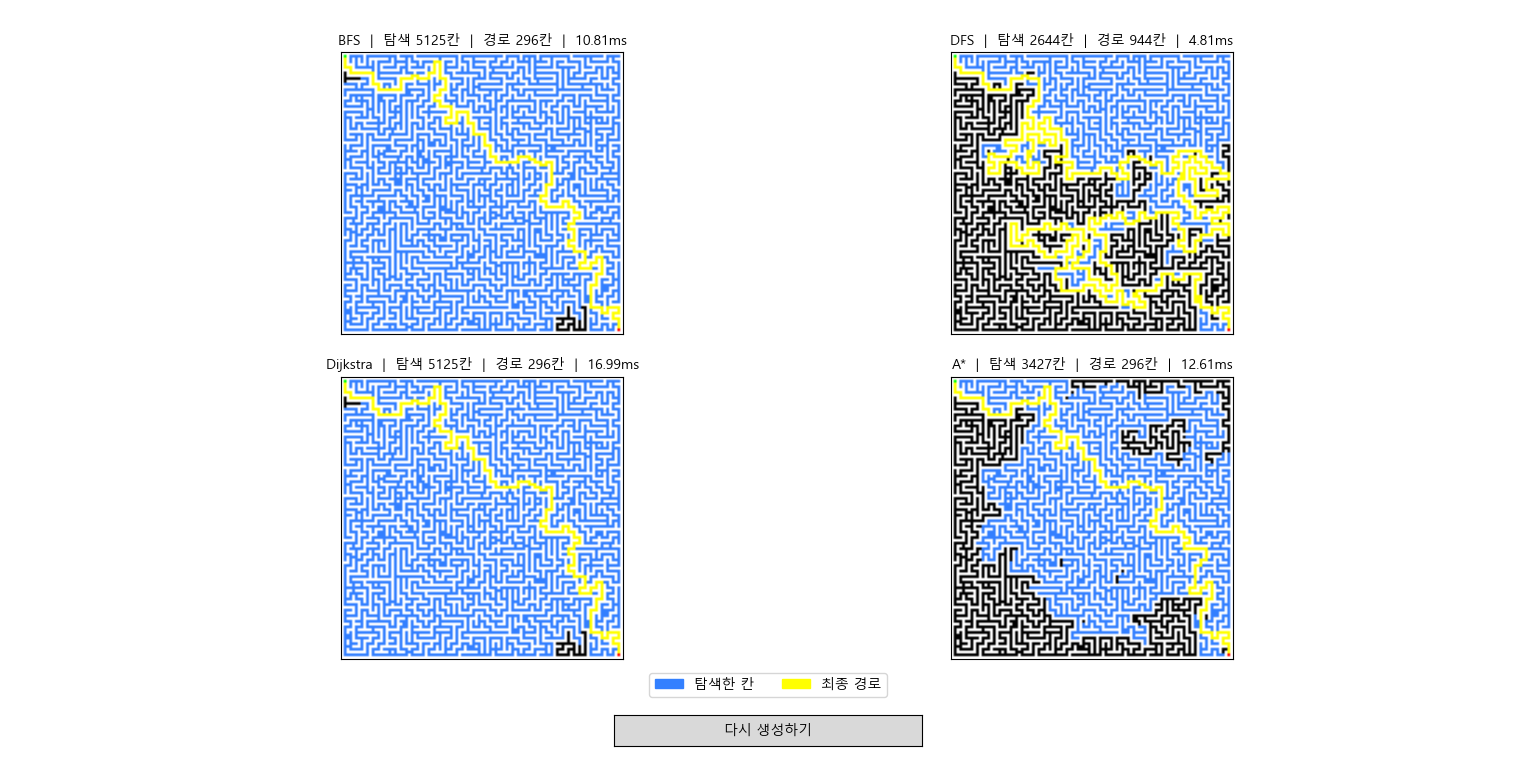 BFS | 탐색 5125칸 | 경로 296칸 | 10.81ms
DFS | 탐색 2644칸 | 경로 944칸 | 4.81ms
Dijkstra | 탐색 5125칸 | 경로 296칸 | 16.99ms
A* | 탐색 3427칸 | 경로 296칸 | 12.61ms
탐색한 칸 최종 경로
다시 생성하기